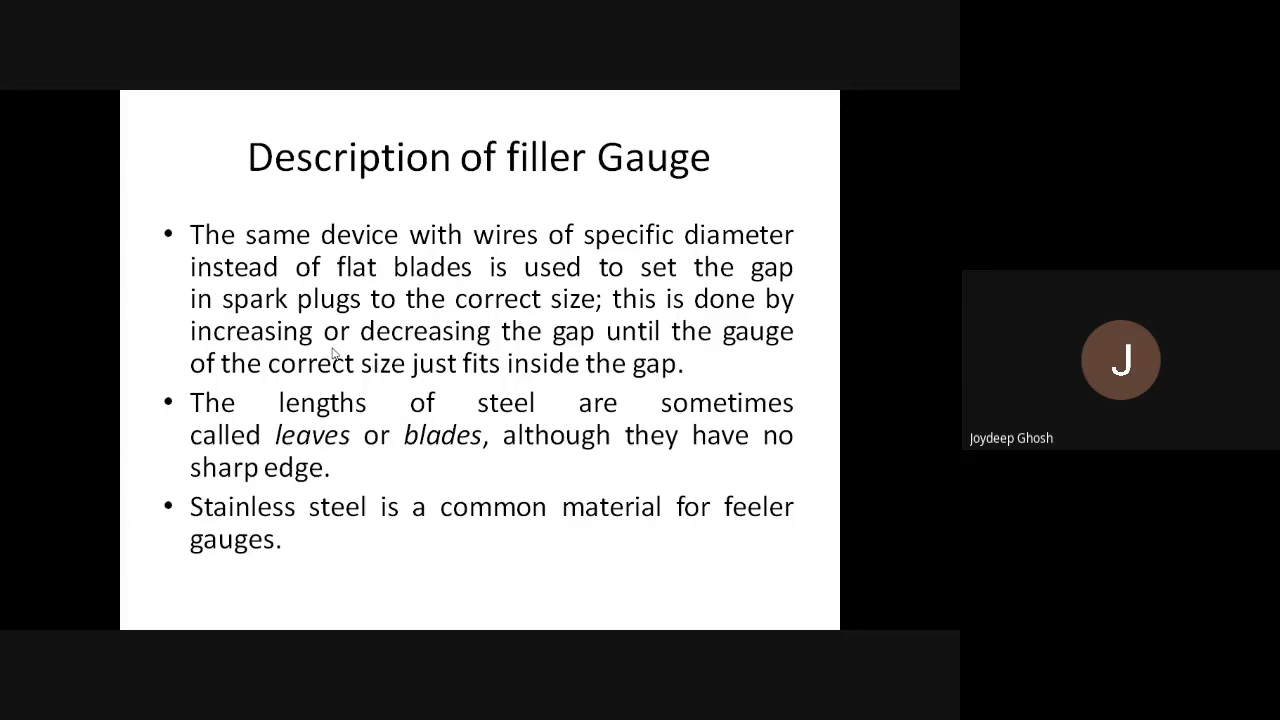 Description of filler Gauge
• The same device with wires of specific diameter
instead of flat blades is used to set the gap
in spark plugs to the correct size; this is done by
increasing or decreasing the gap until the gauge
of the correct size just fits inside the gap.
• The lengths of steel are sometimes
called leaves or blades, although they have no
sharp edge.
• Stainless steel is a common material for feeler
gauges.
J
Joydeep Ghosh